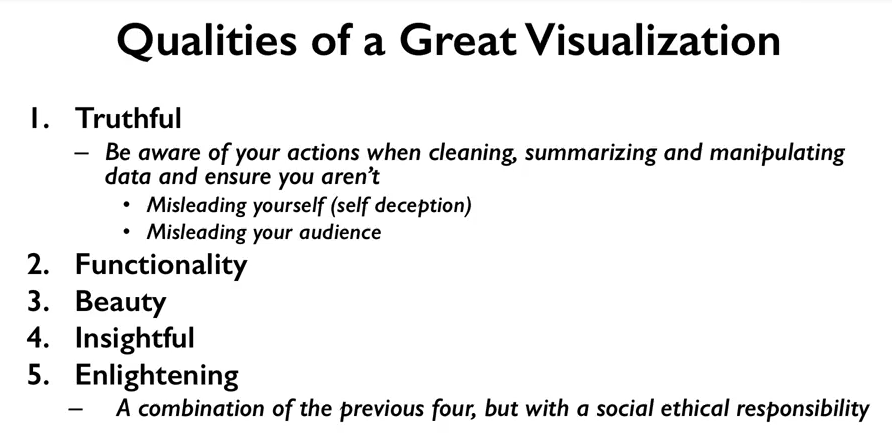 Qualities of a Great Visualization
1. Truthful
– Be aware of your actions when cleaning, summarizing and manipulating
data and ensure you aren't
• Misleading yourself (self deception)
• Misleading your audience
2. Functionality
3. Beauty
4. Insightful
5. Enlightening
– A combination of the previous four, but with a social ethical responsibility